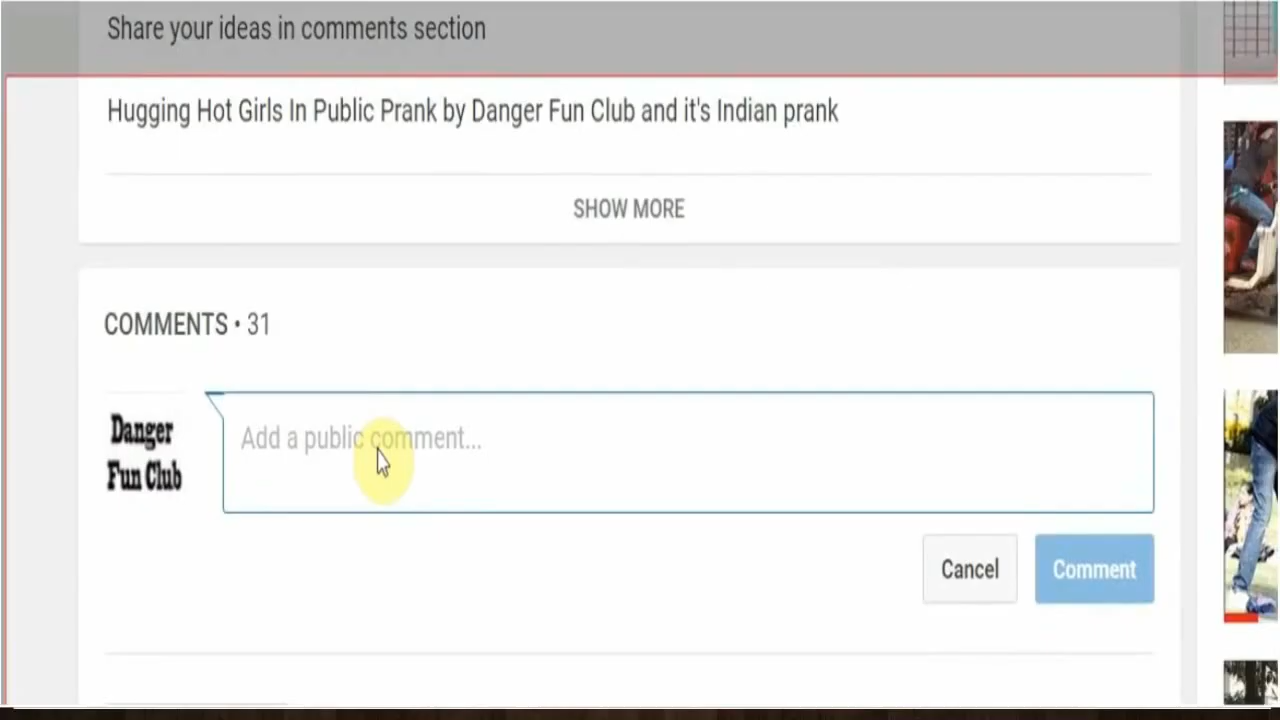 Share your ideas in comments section
Hugging Hot Girls In Public Prank by Danger Fun Club and it's Indian prank
SHOW MORE
COMMENTS • 31
Danger
Fun Club
Add a public comment...
Cancel
Comment